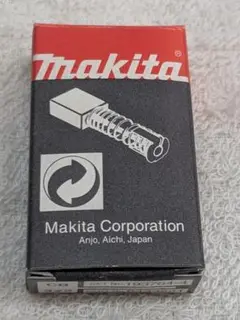 makita®
Makita Corporation
Anjo, Aichi, Japan